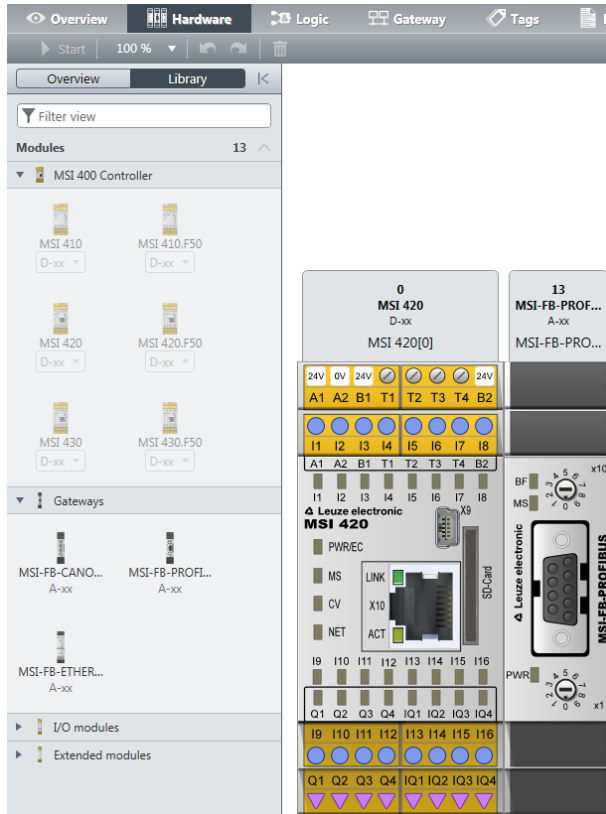 Overview Hardware Logic Gateway Tags
Start 100 %
Overview Library
Filter view
Modules 13
MSI 400 Controller
MSI 410 MSI 410.F50
D-xx D-xx
MSI 420 MSI 420.F50
D-xx D-xx
MSI 430 MSI 430.F50
D-xx D-xx
Gateways
MSI-FB-CANO... MSI-FB-PROFI...
A-xx A-xx
MSI-FB-ETHER...
A-xx
I/O modules
Extended modules
0
MSI 420
D-xx
MSI 420[0]
24V 0V 24V 24V
A1 A2 B1 T1 T2 T3 T4 B2
I1 I2 I3 I4 I5 I6 I7 I8
A1 A2 B1 T1 T2 T3 T4 B2
I1 I2 I3 I4 I5 I6 I7 I8
Leuze electronic X9
MSI 420
PWR/EC
MS LINK
CV X10
NET ACT
SD-Card
I9 I10 I11 I12 I13 I14 I15 I16
Q1 Q2 Q3 Q4 IQ1 IQ2 IQ3 IQ4
I9 I10 I11 I12 I13 I14 I15 I16
Q1 Q2 Q3 Q4 IQ1 IQ2 IQ3 IQ4
13
MSI-FB-PROF...
A-xx
MSI-FB-PRO...
BF x10
MS
Leuze electronic
MSI-FB-PROFIBUS
PWR
x1